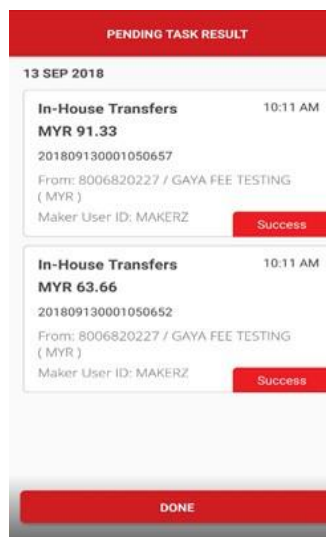 PENDING TASK RESULT
13 SEP 2018
In-House Transfers 10:11 AM
MYR 91.33
201809130001050657
From: 8006820227 / GAYA FEE TESTING
( MYR )
Maker User ID: MAKERZ
Success
In-House Transfers 10:11 AM
MYR 63.66
201809130001050652
From: 8006820227 / GAYA FEE TESTING
( MYR )
Maker User ID: MAKERZ
Success
DONE